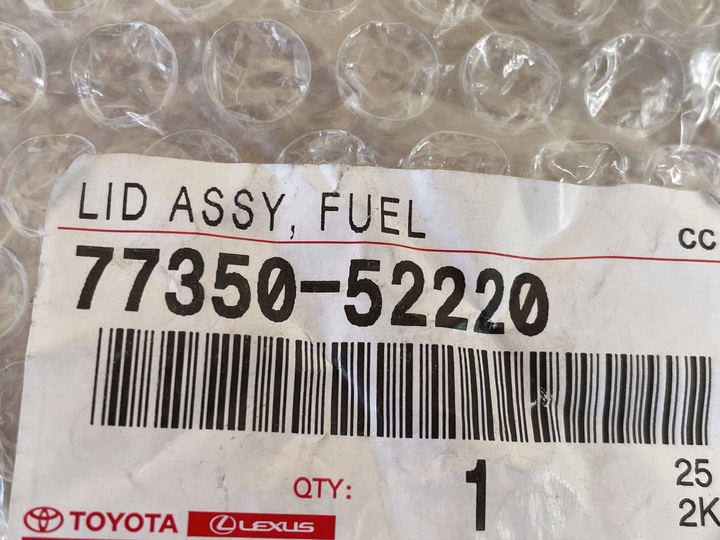 LID ASSY, FUEL
CC
77350-52220
QTY: 1
25
2K
TOYOTA LEXUS